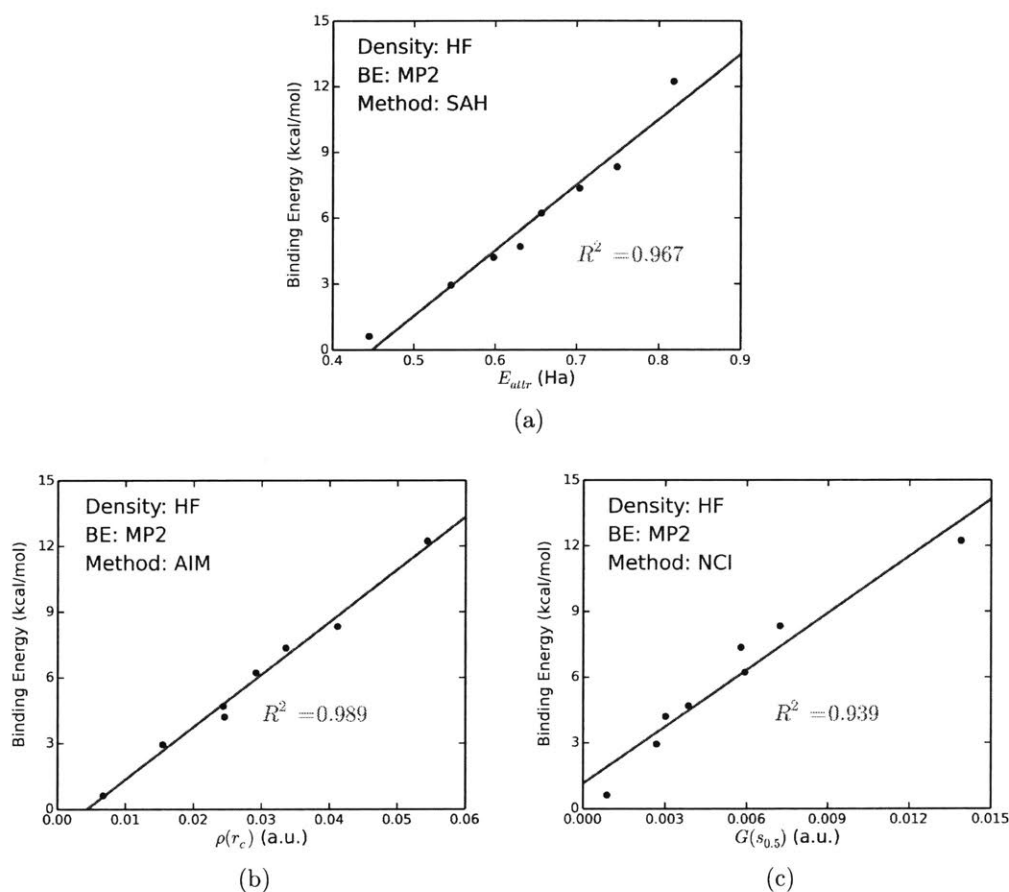 15
12
9
6
3
0
Binding Energy (kcal/mol)
Density: HF
BE: MP2
Method: SAH
R² = 0.967
0.4 0.5 0.6 0.7 0.8 0.9
E_attr (Ha)
(a)
15
12
9
6
3
0
Binding Energy (kcal/mol)
Density: HF
BE: MP2
Method: AIM
R² = 0.989
0.00 0.01 0.02 0.03 0.04 0.05 0.06
ρ(r_c) (a.u.)
(b)
15
12
9
6
3
0
Binding Energy (kcal/mol)
Density: HF
BE: MP2
Method: NCI
R² = 0.939
0.000 0.003 0.006 0.009 0.012 0.015
G(s_0.5) (a.u.)
(c)